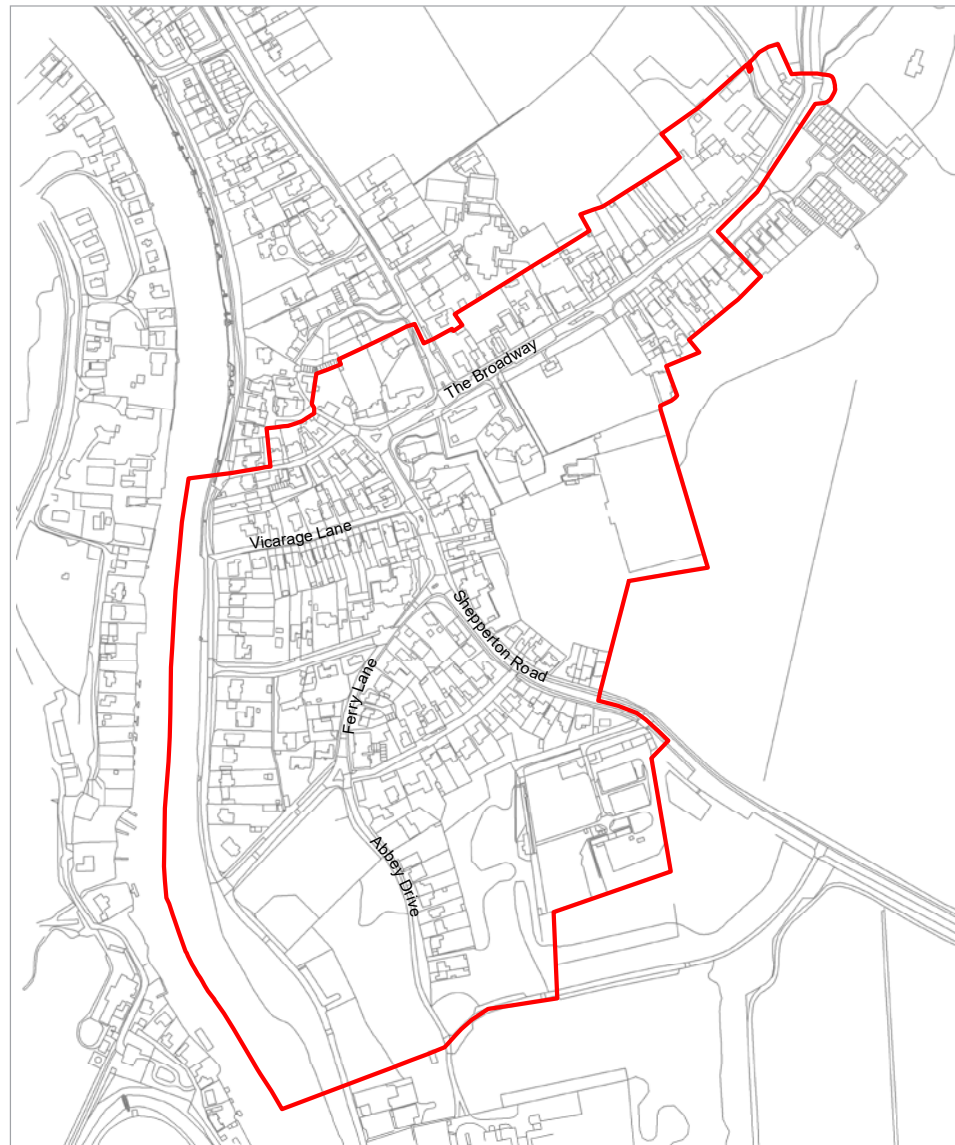 The Broadway
Vicarage Lane
Shepperton Road
Ferry Lane
Abbey Drive